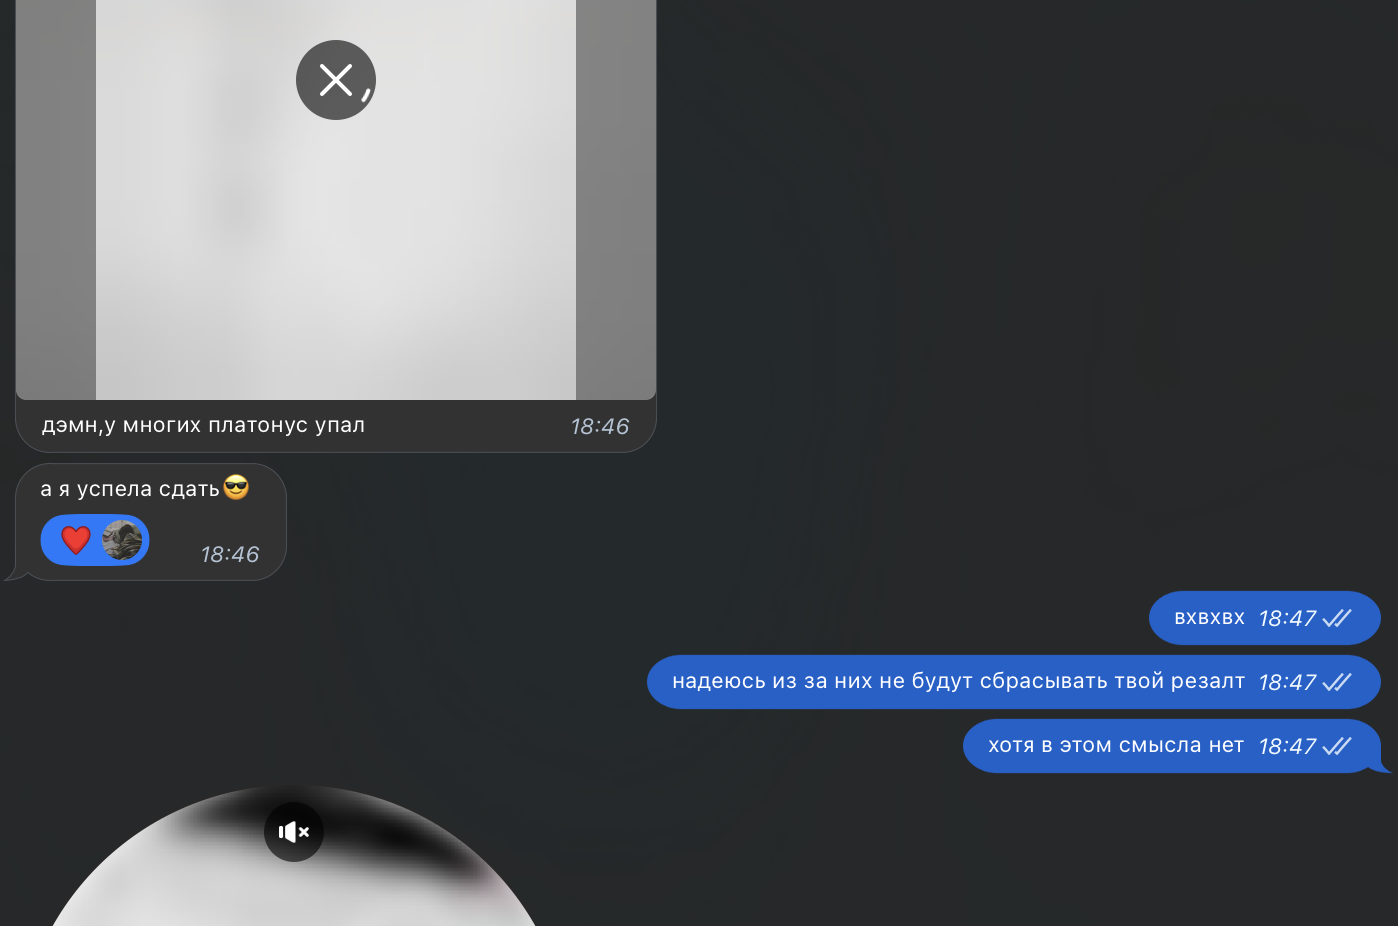 дэмн,у многих платонус упал 18:46
а я успела сдать😎
❤️ 18:46
вхвхвх 18:47
надеюсь из за них не будут сбрасывать твой резалт 18:47
хотя в этом смысла нет 18:47